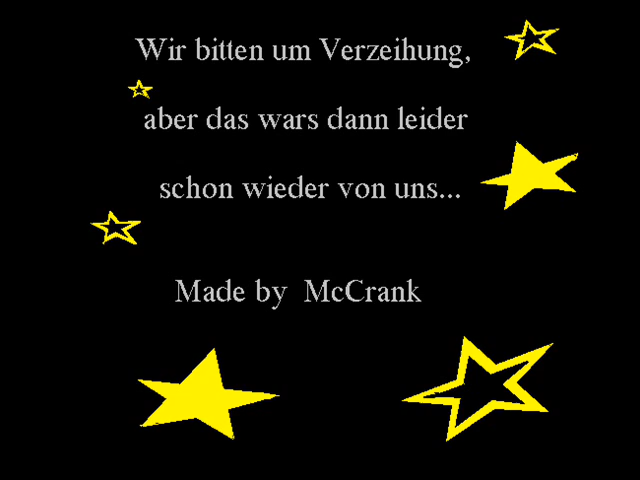 Wir bitten um Verzeihung,
aber das wars dann leider
schon wieder von uns...
Made by  McCrank